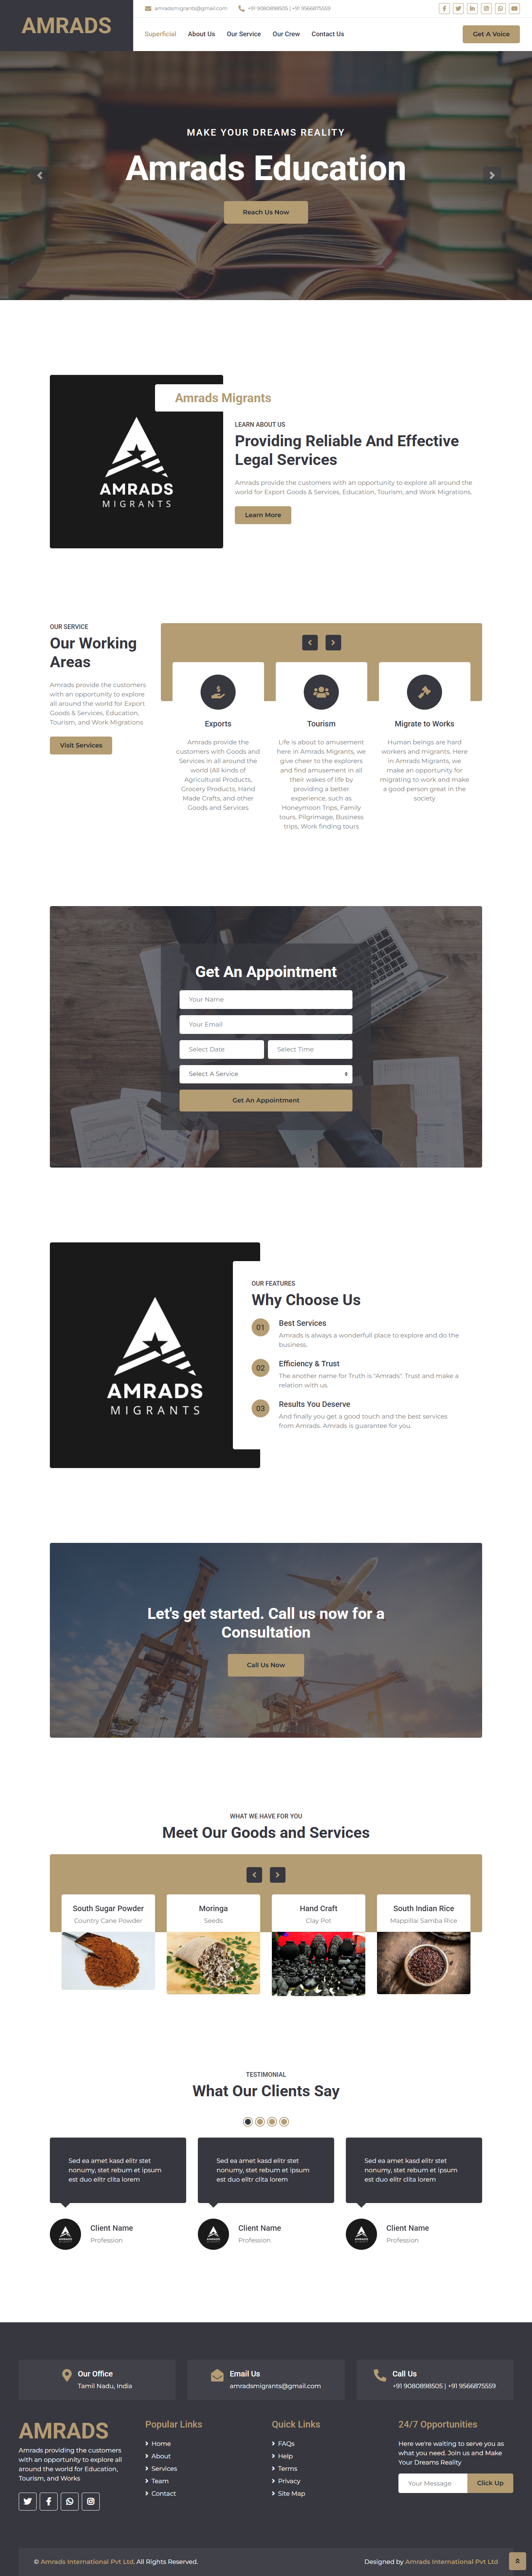 AMRADS
amradsmigrants@gmail.com
+91 9080898505 | +91 9566875559
Superficial
About Us
Our Service
Our Crew
Contact Us
Get A Voice
MAKE YOUR DREAMS REALITY
Amrads Education
Reach Us Now
AMRADS
MIGRANTS
Amrads Migrants
LEARN ABOUT US
Providing Reliable And Effective
Legal Services
Amrads provide the customers with an opportunity to explore all around the
world for Export Goods & Services, Education, Tourism, and Work Migrations.
Learn More
OUR SERVICE
Our Working
Areas
Amrads provide the customers
with an opportunity to explore
all around the world for Export
Goods & Services, Education,
Tourism, and Work Migrations
Visit Services
Exports
Amrads provide the
customers with Goods and
Services in all around the
world (All kinds of
Agricultural Products,
Grocery Products, Hand
Made Crafts, and other
Goods and Services
Tourism
Life is about to amusement
here in Amrads Migrants, we
give cheer to the explorers
and find amusement in all
their wakes of life by
providing a better
experience, such as
Honeymoon Trips, Family
tours, Pilgrimage, Business
trips, Work finding tours
Migrate to Works
Human beings are hard
workers and migrants. Here
in Amrads Migrants, we
make an opportunity for
migrating to work and make
a good person great in the
society
Get An Appointment
Your Name
Your Email
Select Date
Select Time
Select A Service
Get An Appointment
AMRADS
MIGRANTS
OUR FEATURES
Why Choose Us
01
Best Services
Amrads is always a wonderfull place to explore and do the
business.
02
Efficiency & Trust
The another name for Truth is "Amrads". Trust and make a
relation with us.
03
Results You Deserve
And finally you get a good touch and the best services
from Amrads. Amrads is guarantee for you.
Let's get started. Call us now for a
Consultation
Call Us Now
WHAT WE HAVE FOR YOU
Meet Our Goods and Services
South Sugar Powder
Country Cane Powder
Moringa
Seeds
Hand Craft
Clay Pot
South Indian Rice
Mappillai Samba Rice
TESTIMONIAL
What Our Clients Say
Sed ea amet kasd elitr stet
nonumy, stet rebum et ipsum
est duo elitr clita lorem
Client Name
Profession
Sed ea amet kasd elitr stet
nonumy, stet rebum et ipsum
est duo elitr clita lorem
Client Name
Profession
Sed ea amet kasd elitr stet
nonumy, stet rebum et ipsum
est duo elitr clita lorem
Client Name
Profession
Our Office
Tamil Nadu, India
Email Us
amradsmigrants@gmail.com
Call Us
+91 9080898505 | +91 9566875559
AMRADS
Amrads providing the customers
with an opportunity to explore all
around the world for Education,
Tourism, and Works
Popular Links
Home
About
Services
Team
Contact
Quick Links
FAQs
Help
Terms
Privacy
Site Map
24/7 Opportunities
Here we're waiting to serve you as
what you need. Join us and Make
Your Dreams Reality
Your Message
Click Up
© Amrads International Pvt Ltd. All Rights Reserved.
Designed by Amrads International Pvt Ltd